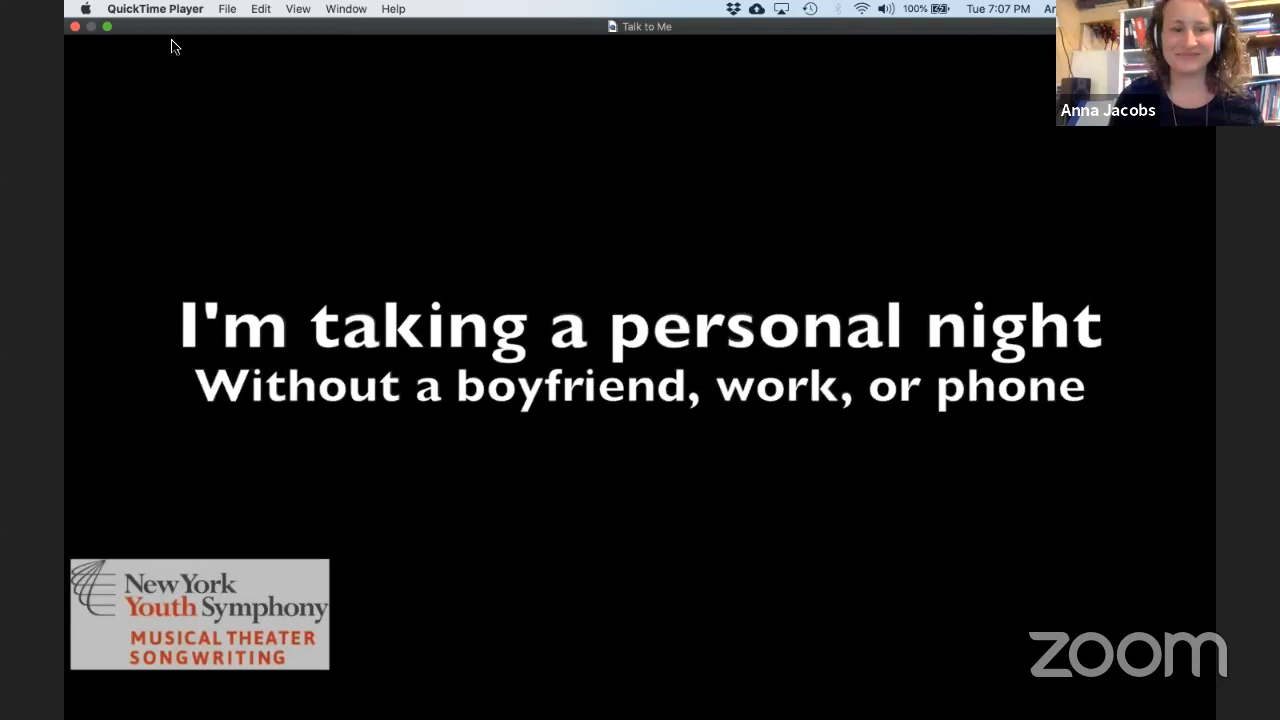 QuickTime Player File Edit View Window Help 100% Tue 7:07 PM
Talk to Me
Anna Jacobs
I'm taking a personal night
Without a boyfriend, work, or phone
New York
Youth Symphony
MUSICAL THEATER
SONGWRITING
zoom